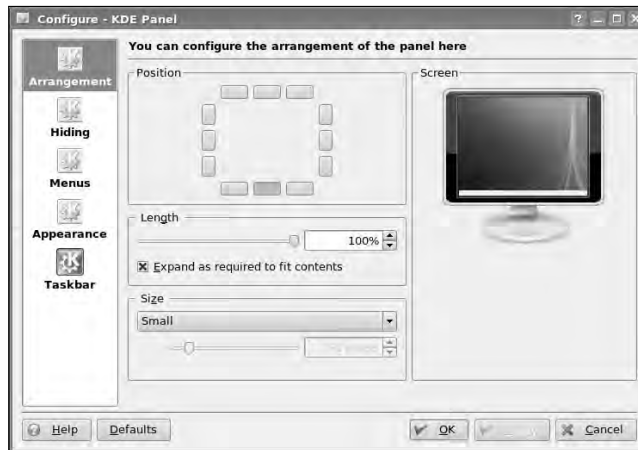 Configure - KDE Panel
You can configure the arrangement of the panel here
Arrangement
Hiding
Menus
Appearance
Taskbar
Position
Screen
Length
100%
Expand as required to fit contents
Size
Small
Help
Defaults
OK
Cancel